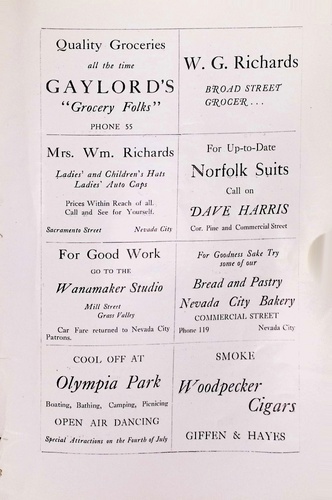 Quality Groceries
all the time
GAYLORD'S
"Grocery Folks"
PHONE 55
W. G. Richards
BROAD STREET
GROCER...
Mrs. Wm. Richards
Ladies' and Children's Hats
Ladies' Auto Caps
Prices Within Reach of all.
Call and See for Yourself.
Sacramento Street Nevada City
For Up-to-Date
Norfolk Suits
Call on
DAVE HARRIS
Cor. Pine and Commercial Street
For Good Work
GO TO THE
Wanamaker Studio
Mill Street
Grass Valley
Car Fare returned to Nevada City
Patrons.
For Goodness Sake Try
some of our
Bread and Pastry
Nevada City Bakery
COMMERCIAL STREET
Phone 119 Nevada City
COOL OFF AT
Olympia Park
Boating, Bathing, Camping, Picnicing
OPEN AIR DANCING
Special Attractions on the Fourth of July
SMOKE
Woodpecker
Cigars
GIFFEN & HAYES